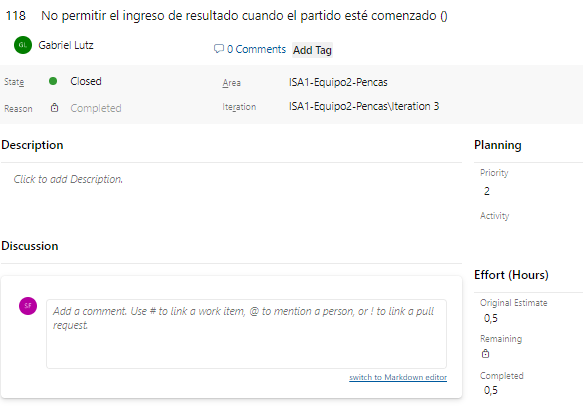 118 No permitir el ingreso de resultado cuando el partido esté comenzado ()
GL Gabriel Lutz 0 Comments Add Tag
State Closed Area ISA1-Equipo2-Pencas
Reason Completed Iteration ISA1-Equipo2-Pencas\Iteration 3
Description
Click to add Description.
Planning
Priority
2
Activity
Discussion
SF
Add a comment. Use # to link a work item, @ to mention a person, or ! to link a pull
request.
switch to Markdown editor
Effort (Hours)
Original Estimate
0,5
Remaining
Completed
0,5